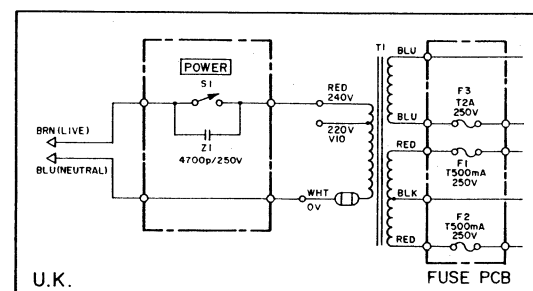 POWER
S1
Z1
4700p/250V
BRN(LIVE)
BLU(NEUTRAL)
RED
240V
220V
VIO
WHT
0V
T1
BLU
BLU
RED
BLK
RED
F3
T2A
250V
F1
T500mA
250V
F2
T500mA
250V
U.K.
FUSE PCB